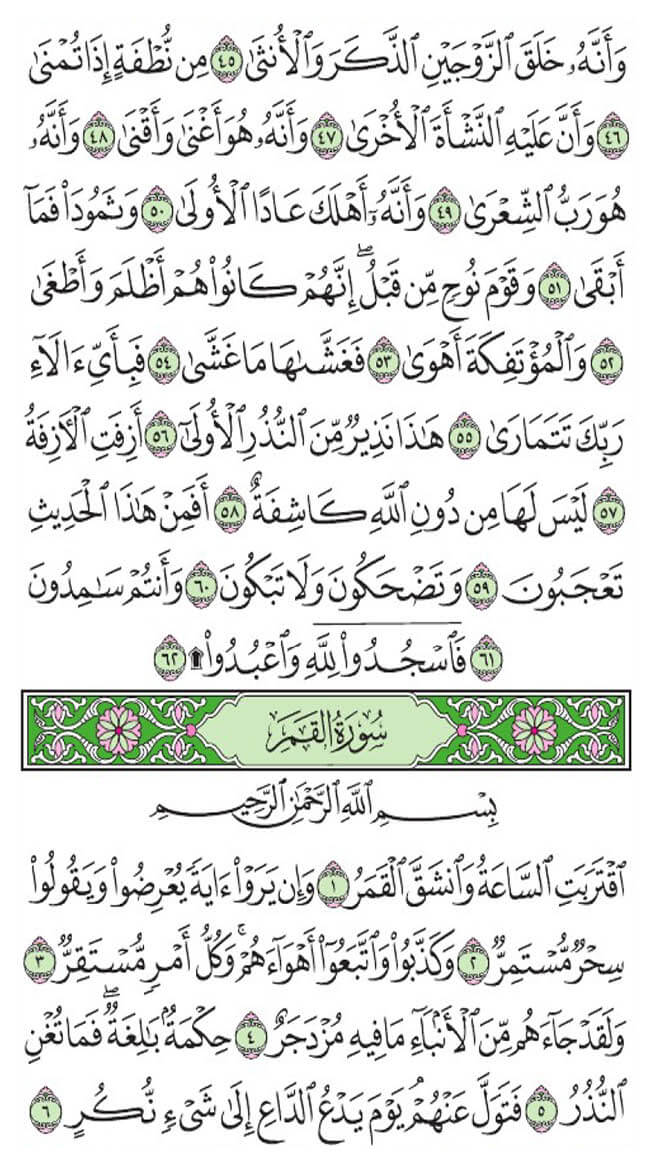 وَأَنَّهُۥ خَلَقَ ٱلزَّوۡجَيۡنِ ٱلذَّكَرَ وَٱلۡأُنثَىٰ ٤٥ مِن نُّطۡفَةٍ إِذَا تُمۡنَىٰ
٤٦ وَأَنَّ عَلَيۡهِ ٱلنَّشۡأَةَ ٱلۡأُخۡرَىٰ ٤٧ وَأَنَّهُۥ هُوَ أَغۡنَىٰ وَأَقۡنَىٰ ٤٨ وَأَنَّهُۥ
هُوَ رَبُّ ٱلشِّعۡرَىٰ ٤٩ وَأَنَّهُۥٓ أَهۡلَكَ عَادًا ٱلۡأُولَىٰ ٥٠ وَثَمُودَاْ فَمَآ
أَبۡقَىٰ ٥١ وَقَوۡمَ نُوحٖ مِّن قَبۡلُۖ إِنَّهُمۡ كَانُواْ هُمۡ أَظۡلَمَ وَأَطۡغَىٰ
٥٢ وَٱلۡمُؤۡتَفِكَةَ أَهۡوَىٰ ٥٣ فَغَشَّىٰهَا مَا غَشَّىٰ ٥٤ فَبِأَيِّ ءَالَآءِ
رَبِّكَ تَتَمَارَىٰ ٥٥ هَٰذَا نَذِيرٞ مِّنَ ٱلنُّذُرِ ٱلۡأُولَىٰٓ ٥٦ أَزِفَتِ ٱلۡأٓزِفَةُ
٥٧ لَيۡسَ لَهَا مِن دُونِ ٱللَّهِ كَاشِفَةٌ ٥٨ أَفَمِنۡ هَٰذَا ٱلۡحَدِيثِ
تَعۡجَبُونَ ٥٩ وَتَضۡحَكُونَ وَلَا تَبۡكُونَ ٦٠ وَأَنتُمۡ سَٰمِدُونَ
٦١ فَٱسۡجُدُواْۤ لِلَّهِۤ وَٱعۡبُدُواْ ۩ ٦٢
سُورَةُ القَمَرِ
بِسۡمِ ٱللَّهِ ٱلرَّحۡمَٰنِ ٱلرَّحِيمِ
ٱقۡتَرَبَتِ ٱلسَّاعَةُ وَٱنشَقَّ ٱلۡقَمَرُ ١ وَإِن يَرَوۡاْ ءَايَةٗ يُعۡرِضُواْ وَيَقُولُواْ
سِحۡرٞ مُّسۡتَمِرّٞ ٢ وَكَذَّبُواْ وَٱتَّبَعُوٓاْ أَهۡوَآءَهُمۡۚ وَكُلُّ أَمۡرٖ مُّسۡتَقِرّٞ ٣
وَلَقَدۡ جَآءَهُم مِّنَ ٱلۡأَنۢبَآءِ مَا فِيهِ مُزۡدَجَرٌ ٤ حِكۡمَةُۢ بَٰلِغَةٞۖ فَمَا تُغۡنِ
ٱلنُّذُرُ ٥ فَتَوَلَّ عَنۡهُمۡۘ يَوۡمَ يَدۡعُ ٱلدَّاعِ إِلَىٰ شَيۡءٖ نُّكُرٍ ٦